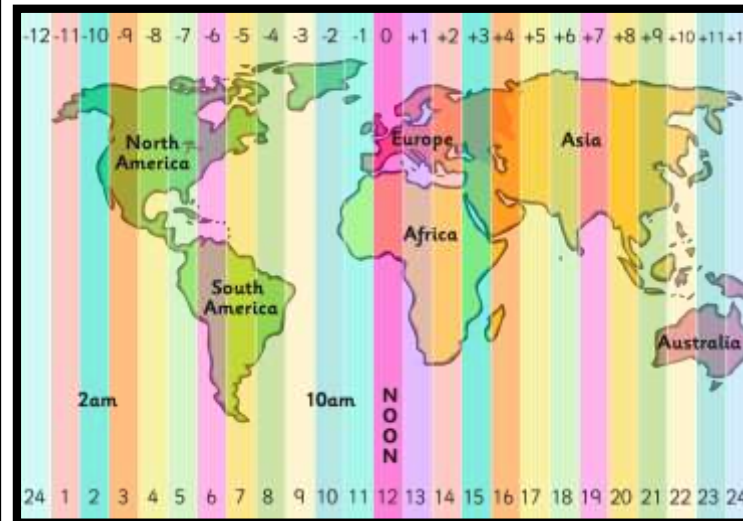 -12 -11 -10 -9 -8 -7 -6 -5 -4 -3 -2 -1 0 +1 +2 +3 +4 +5 +6 +7 +8 +9 +10 +11 +1
North America
Europe
Asia
Africa
South America
Australia
2am
10am
NOON
24 1 2 3 4 5 6 7 8 9 10 11 12 13 14 15 16 17 18 19 20 21 22 23 24